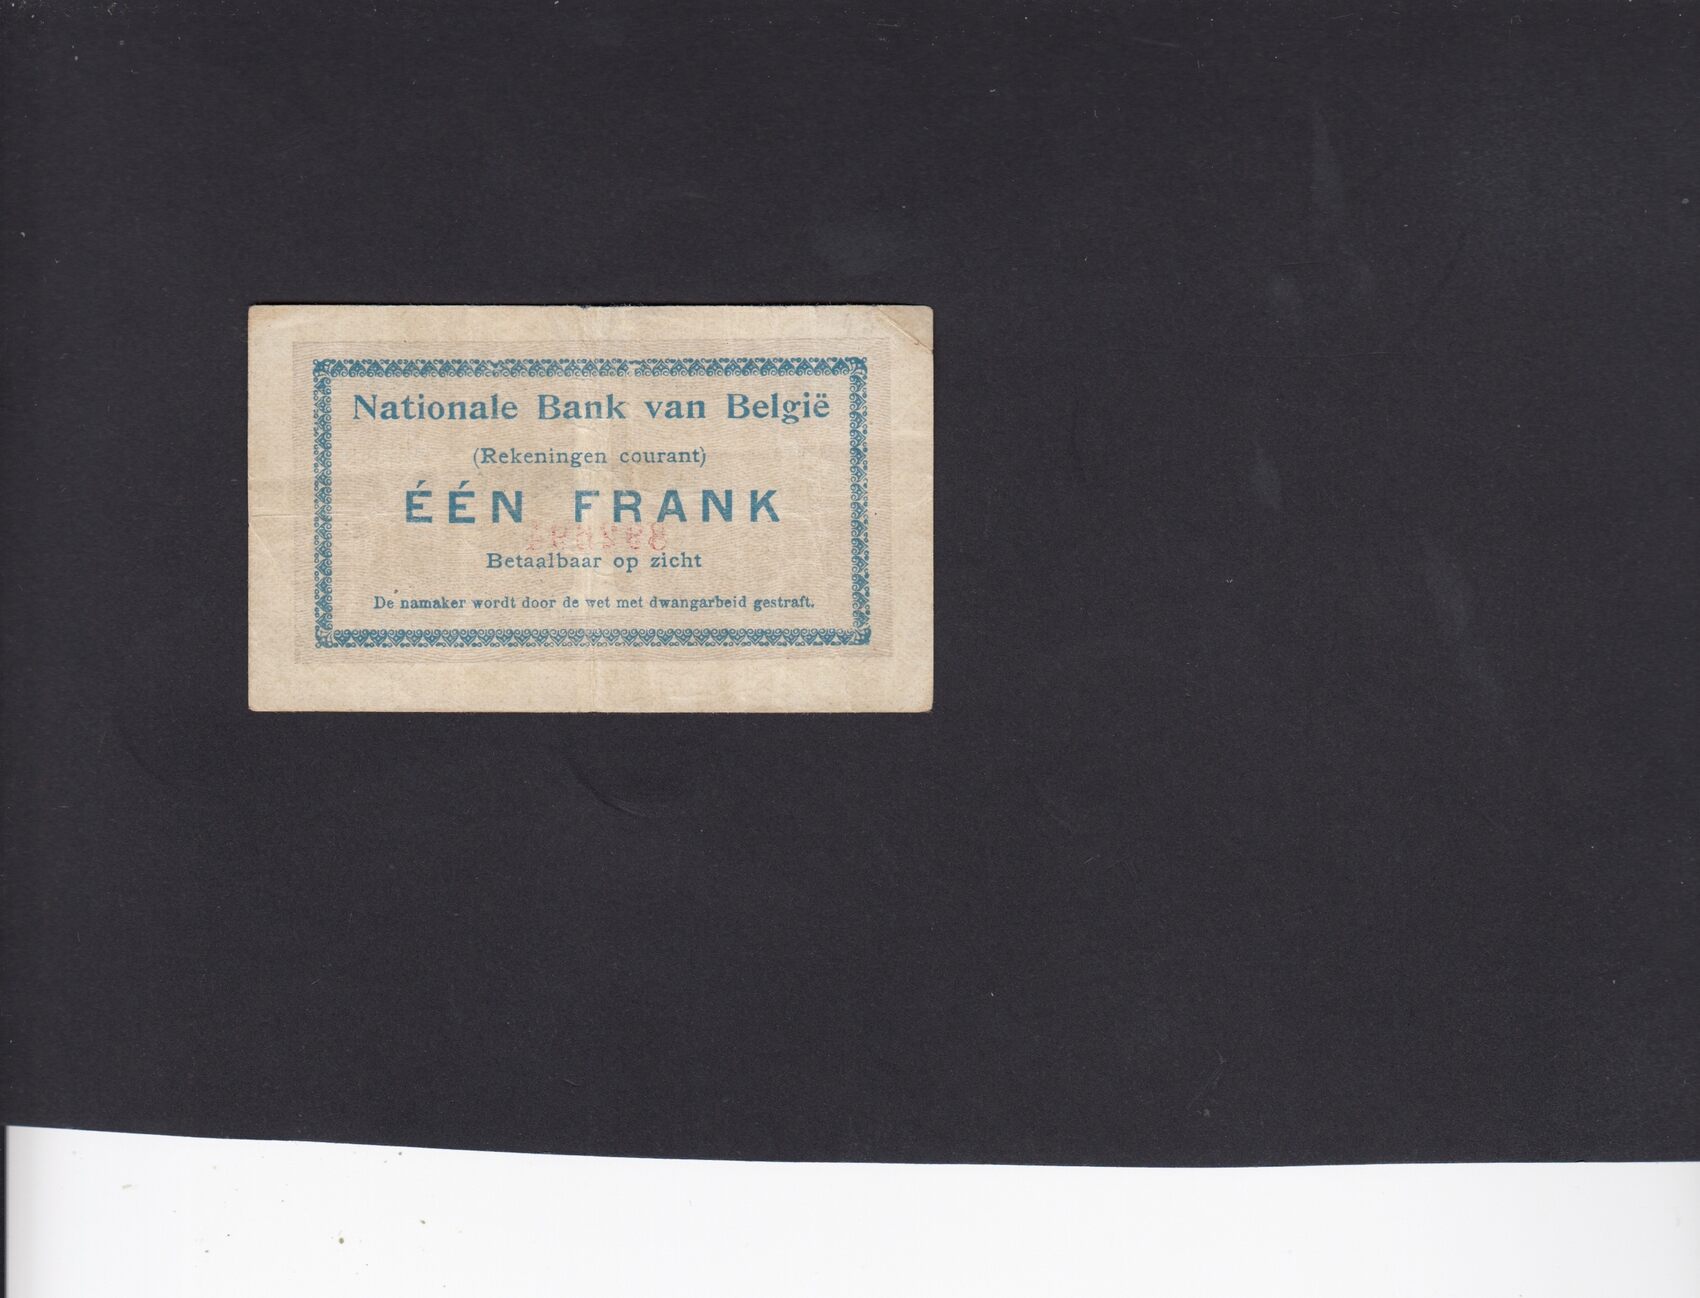 Nationale Bank van België
(Rekeningen courant)
ÉÉN FRANK
Betaalbaar op zicht
De namaker wordt door de wet met dwangarbeid gestraft.